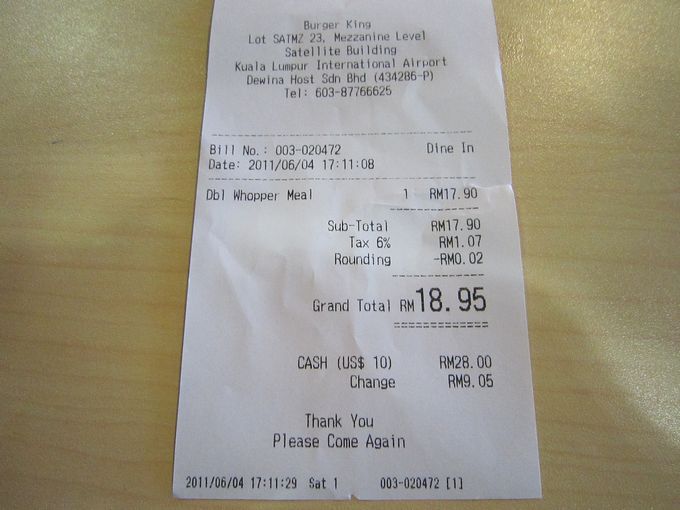 Burger King
Lot SATMZ 23, Mezzanine Level
Satellite Building
Kuala Lumpur International Airport
Dewina Host Sdn Bhd (434286-P)
Tel: 603-87766625
Bill No.: 003-020472 Dine In
Date: 2011/06/04 17:11:08
Dbl Whopper Meal 1 RM17.90
Sub-Total RM17.90
Tax 6% RM1.07
Rounding -RM0.02
Grand Total RM18.95
CASH (US$ 10) RM28.00
Change RM9.05
Thank You
Please Come Again
2011/06/04 17:11:29 Sat 1 003-020472 [1]